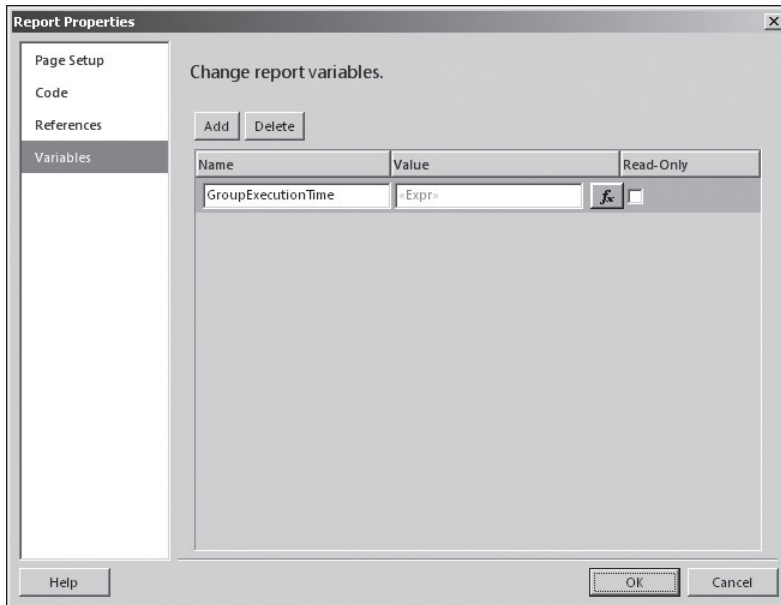 Report Properties
Page Setup
Code
References
Variables
Change report variables.
Add Delete
Name Value Read-Only
GroupExecutionTime «Expr» fx
Help OK Cancel